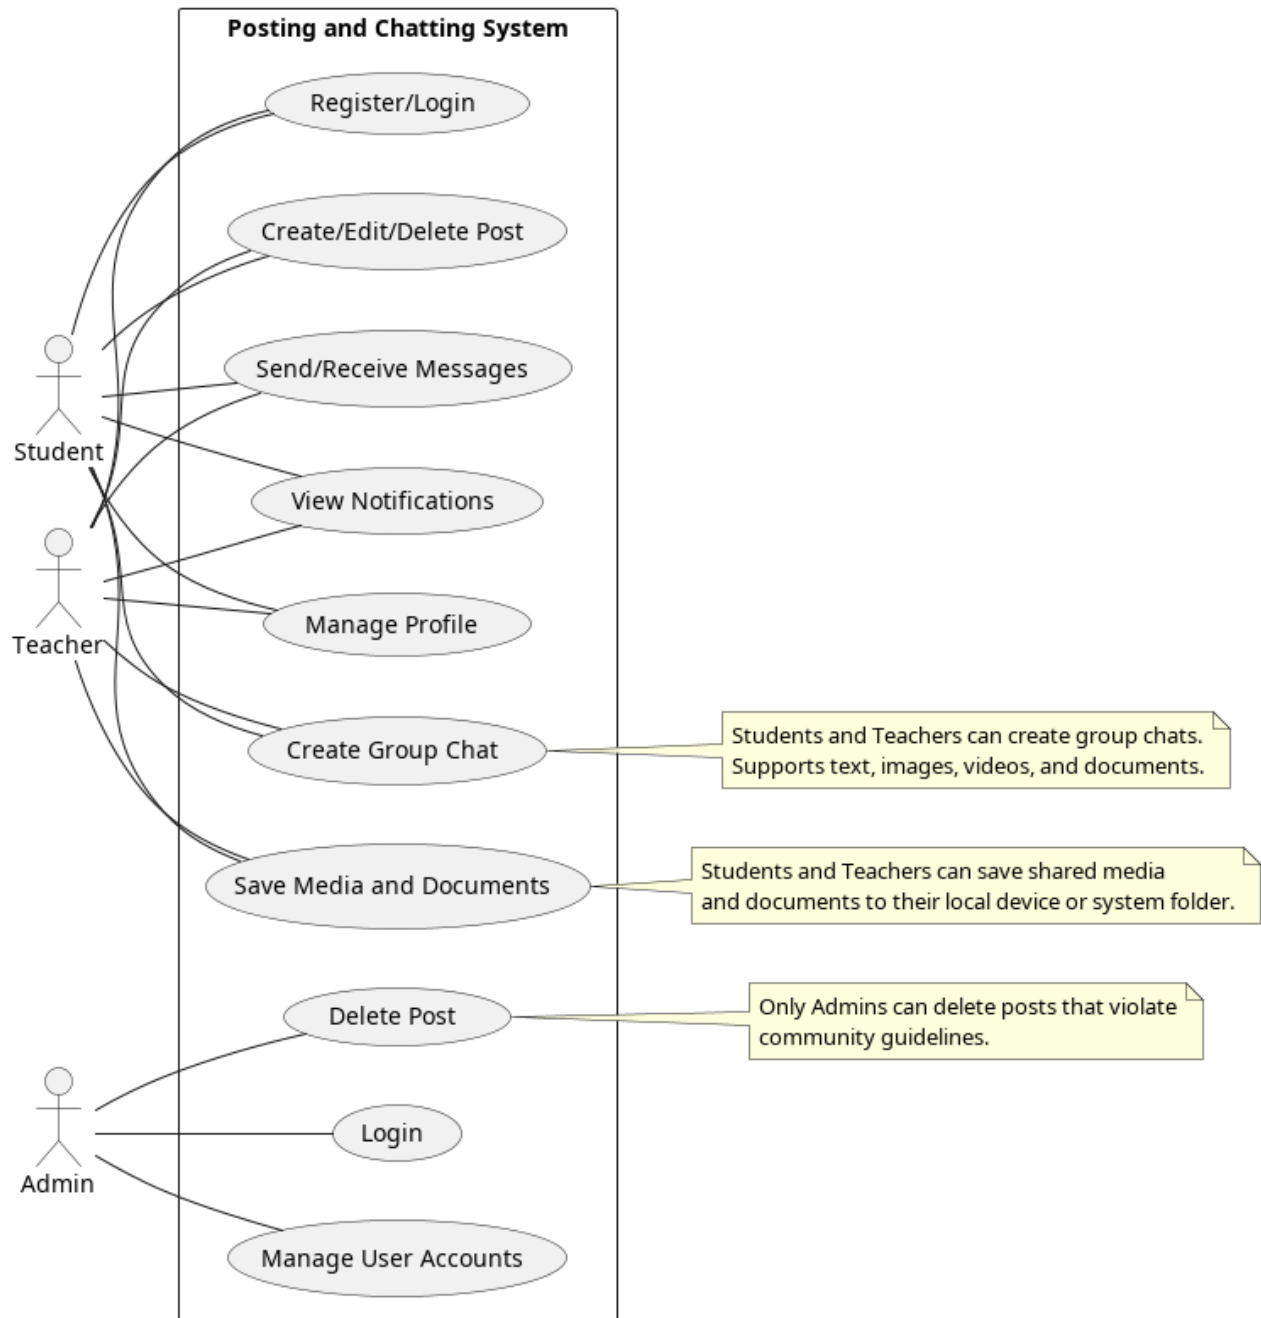 Posting and Chatting System
Register/Login
Create/Edit/Delete Post
Send/Receive Messages
Student
View Notifications
Teacher
Manage Profile
Create Group Chat
Students and Teachers can create group chats.
Supports text, images, videos, and documents.
Save Media and Documents
Students and Teachers can save shared media
and documents to their local device or system folder.
Delete Post
Only Admins can delete posts that violate
community guidelines.
Login
Admin
Manage User Accounts